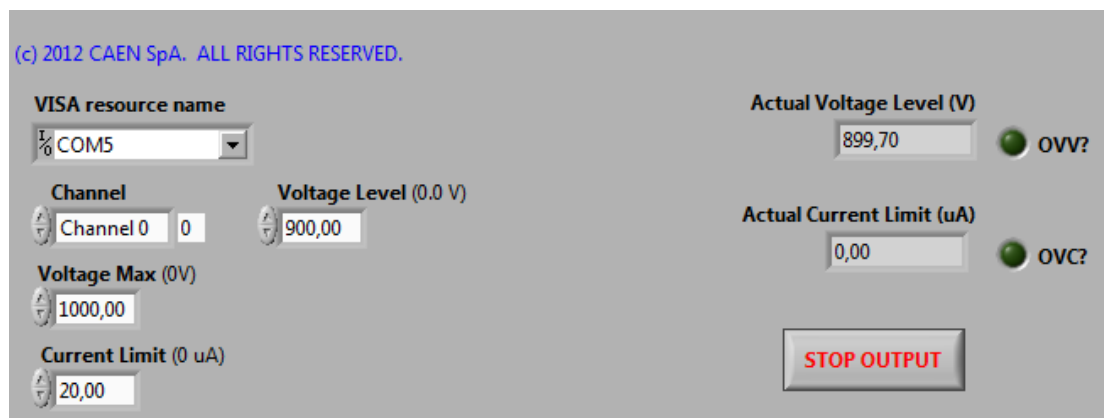 (c) 2012 CAEN SpA. ALL RIGHTS RESERVED.
VISA resource name
COM5
Channel
Channel 0 0
Voltage Level (0.0 V)
900,00
Voltage Max (0V)
1000,00
Current Limit (0 uA)
20,00
Actual Voltage Level (V)
899,70
OVV?
Actual Current Limit (uA)
0,00
OVC?
STOP OUTPUT